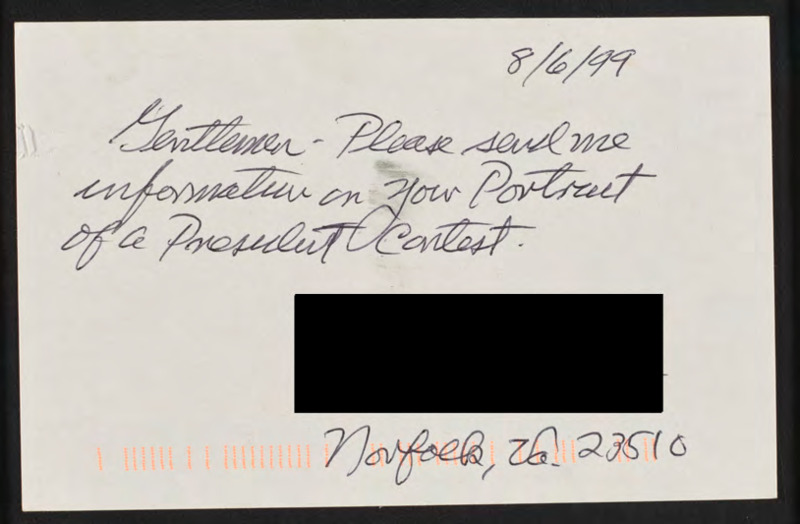 8/6/99
Gentlemen - Please send me
information on your Portrait
of a President Contest.
Norfolk, Va. 23510